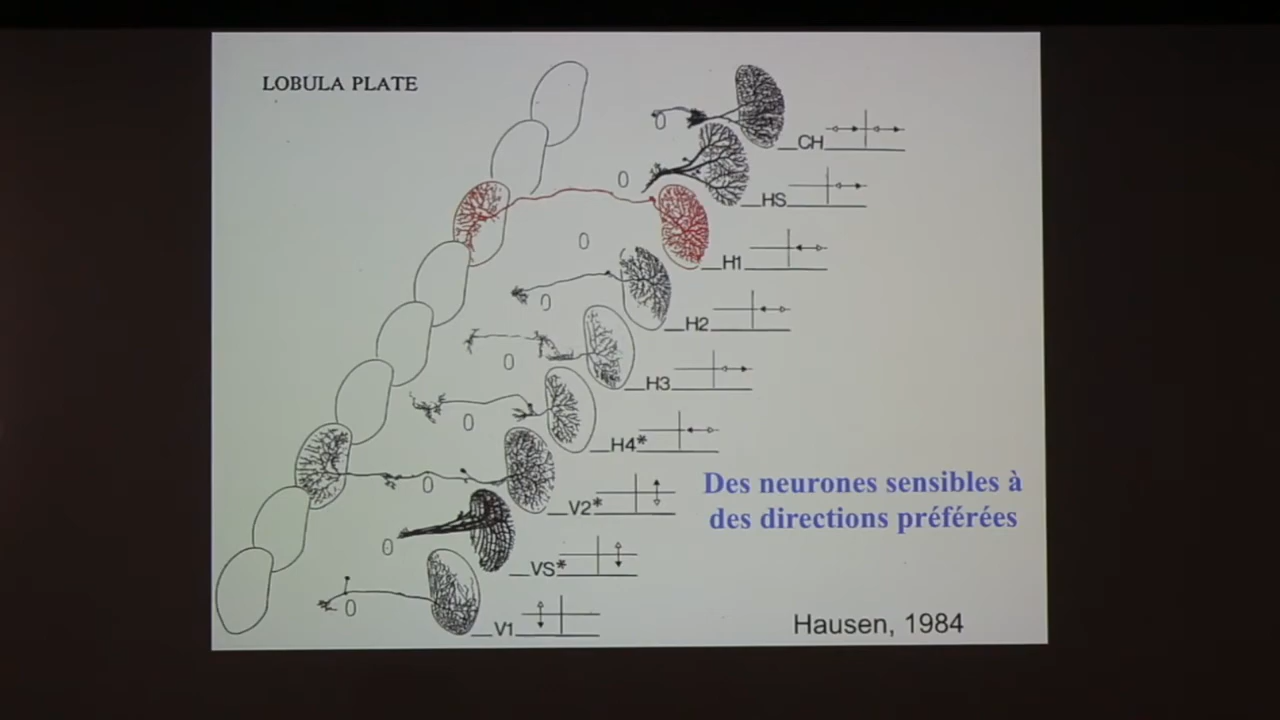 LOBULA PLATE
CH
HS
H1
H2
H3
H4*
V2*
VS*
V1
Des neurones sensibles à
des directions préférées
Hausen, 1984